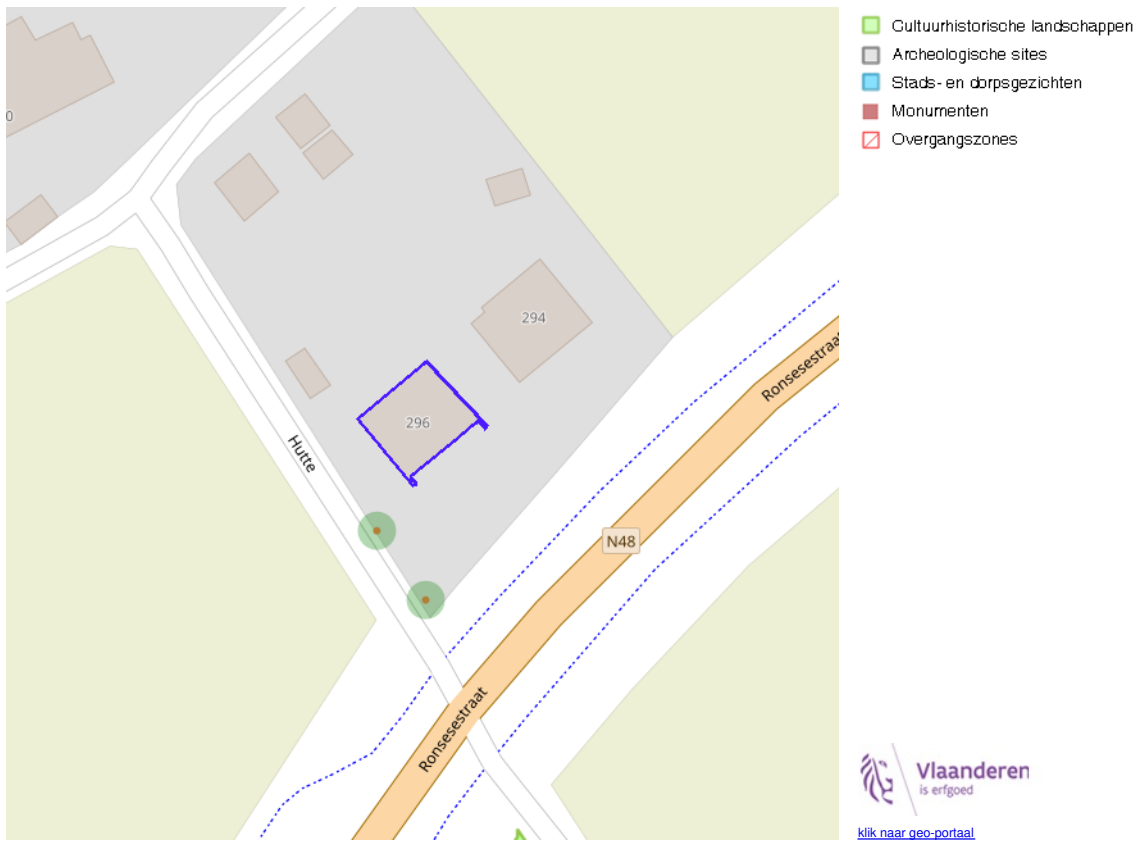 Cultuurhistorische landschappen
Archeologische sites
Stads- en dorpsgezichten
Monumenten
Overgangszones
0
294
296
Hutte
Ronsesestraat
N48
Ronsesestraat
Vlaanderen
is erfgoed
klik naar geo-portaal